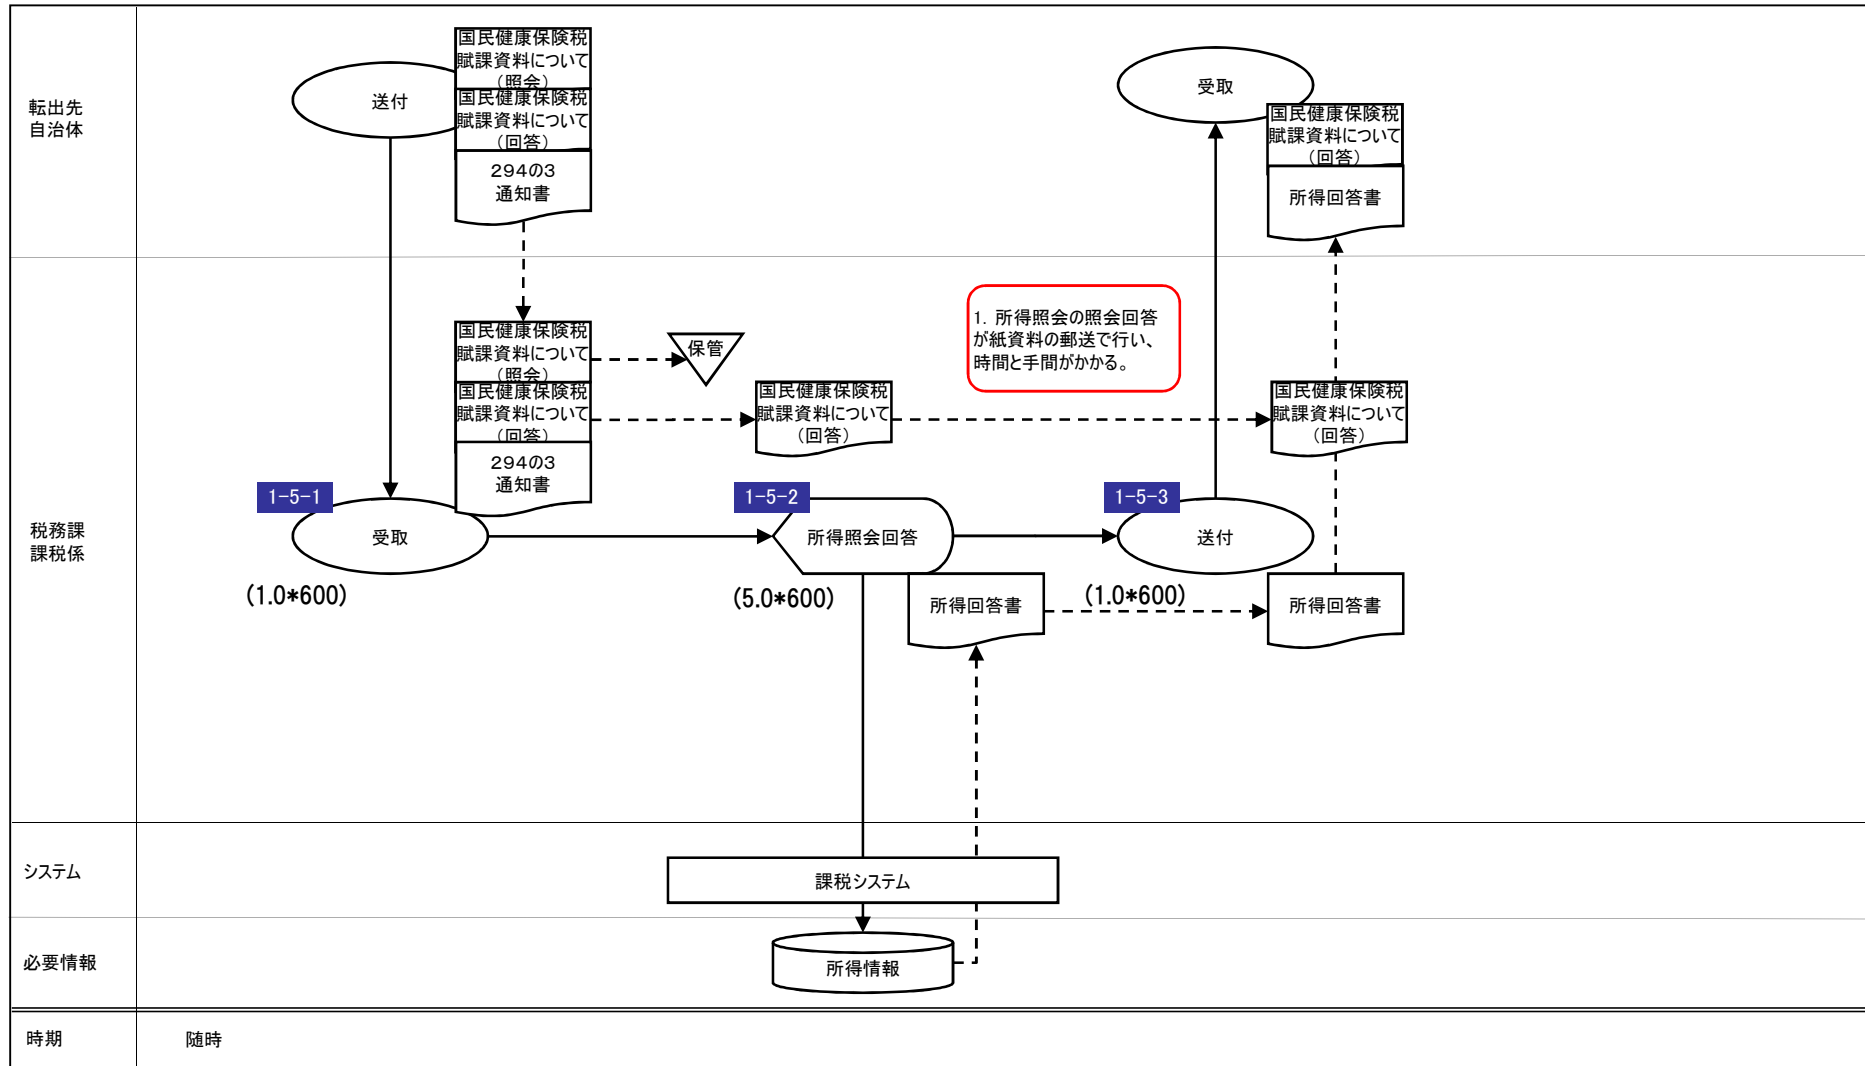 転出先
自治体
送付
国民健康保険税
賦課資料について
（照会）
国民健康保険税
賦課資料について
（回答）
294の3
通知書
受取
国民健康保険税
賦課資料について
（回答）
所得回答書
税務課
課税係
国民健康保険税
賦課資料について
（照会）
国民健康保険税
賦課資料について
（回答）
294の3
通知書
保管
国民健康保険税
賦課資料について
（回答）
1．所得照会の照会回答
が紙資料の郵送で行い、
時間と手間がかかる。
国民健康保険税
賦課資料について
（回答）
1-5-1
受取
(1.0*600)
1-5-2
所得照会回答
(5.0*600)
所得回答書
1-5-3
送付
(1.0*600)
所得回答書
システム
課税システム
必要情報
所得情報
時期
随時